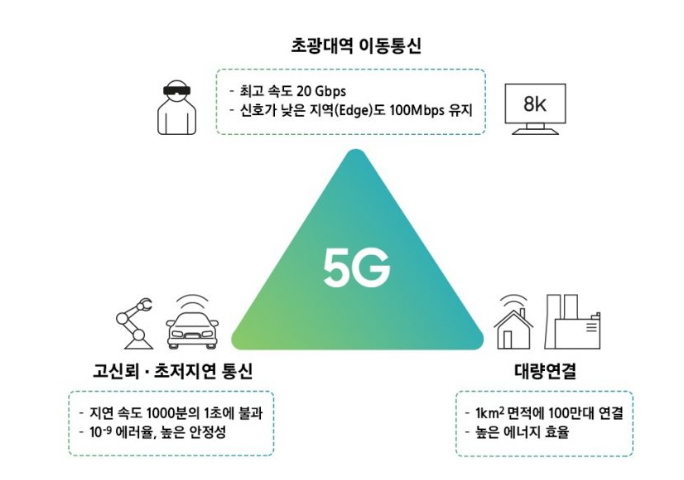 초광대역 이동통신
- 최고 속도 20 Gbps
- 신호가 낮은 지역(Edge)도 100Mbps 유지
8k
5G
고신뢰 · 초저지연 통신
- 지연 속도 1000분의 1초에 불과
- 10⁻⁹ 에러율, 높은 안정성
대량연결
- 1km² 면적에 100만대 연결
- 높은 에너지 효율